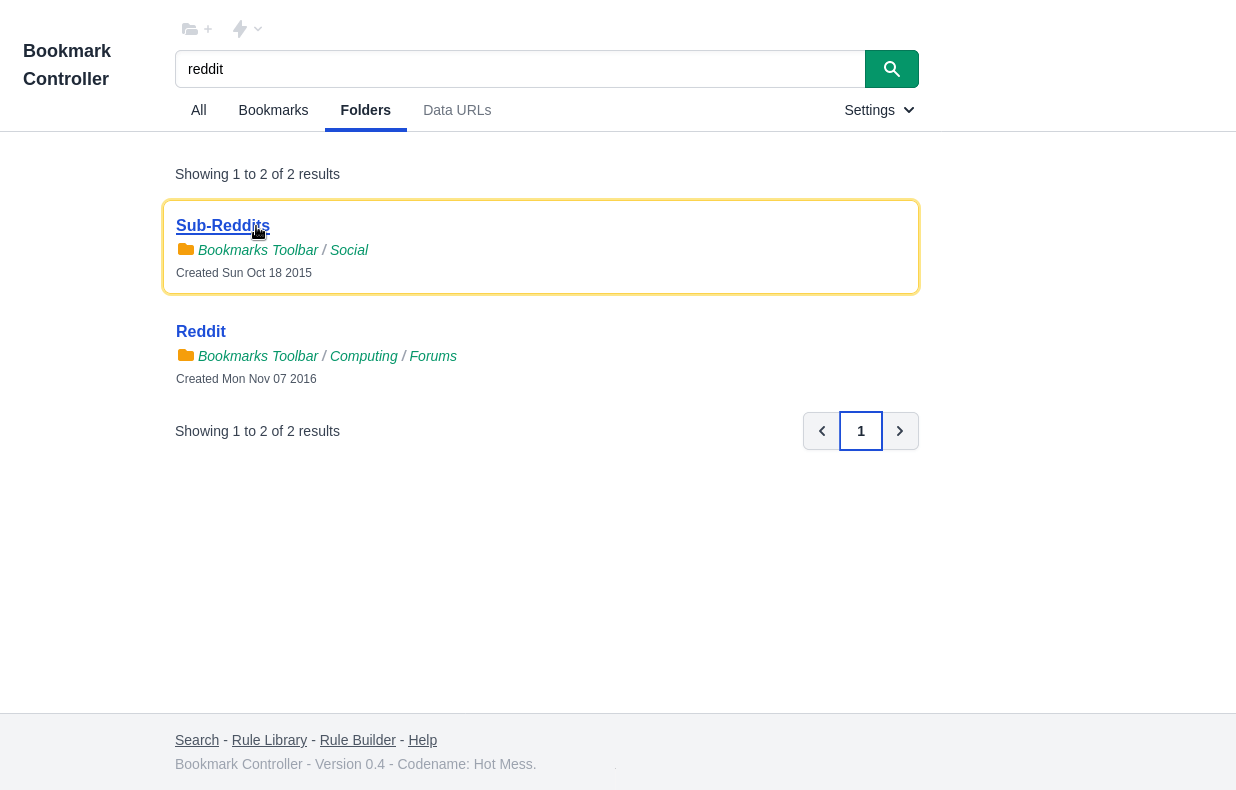 Bookmark
Controller
+
reddit
All Bookmarks Folders Data URLs Settings
Showing 1 to 2 of 2 results
Sub-Reddits
Bookmarks Toolbar / Social
Created Sun Oct 18 2015
Reddit
Bookmarks Toolbar / Computing / Forums
Created Mon Nov 07 2016
Showing 1 to 2 of 2 results 1
Search - Rule Library - Rule Builder - Help
Bookmark Controller - Version 0.4 - Codename: Hot Mess.